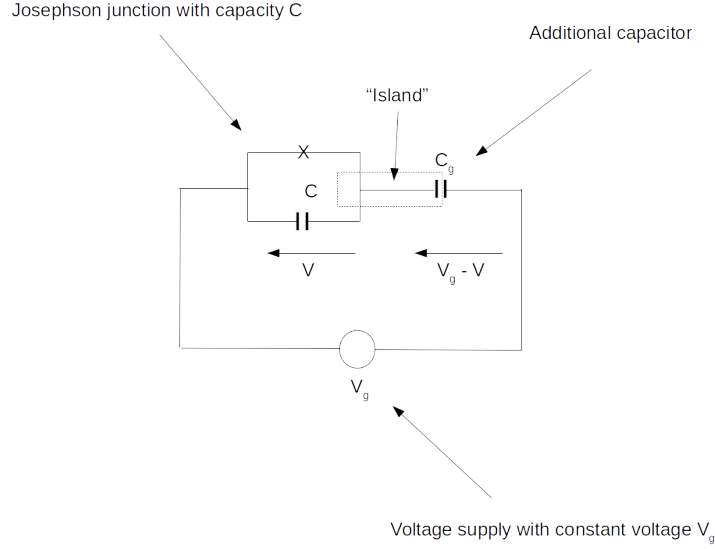 Josephson junction with capacity C
Additional capacitor
“Island”
X
C
Cg
V
Vg - V
Vg
Voltage supply with constant voltage Vg